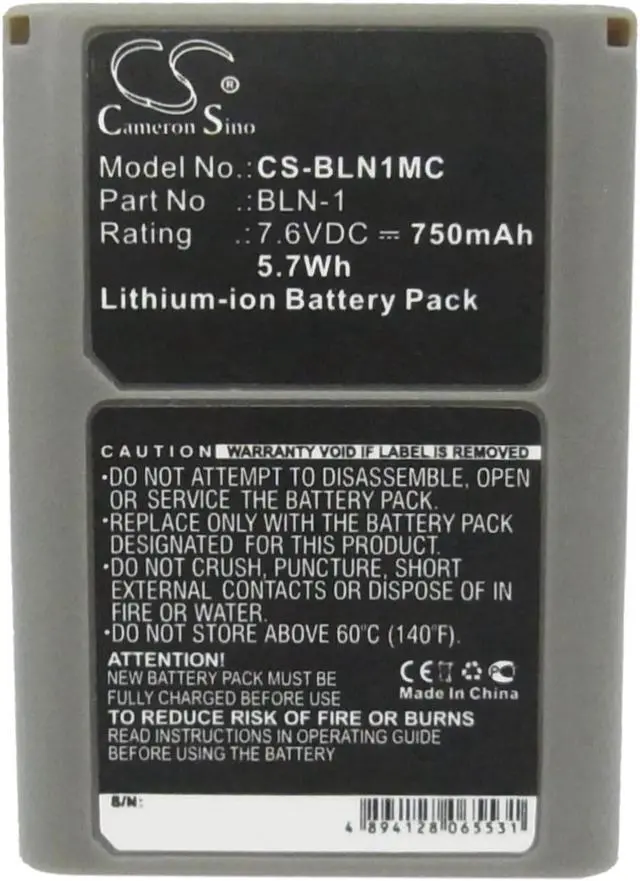 CS®
Cameron Sino
Model No.: CS-BLN1MC
Part No .: BLN-1
Rating .: 7.6VDC ⎓ 750mAh
5.7Wh
Lithium-ion Battery Pack
CAUTION WARRANTY VOID IF LABEL IS REMOVED
•DO NOT ATTEMPT TO DISASSEMBLE, OPEN
OR SERVICE THE BATTERY PACK.
•REPLACE ONLY WITH THE BATTERY PACK
DESIGNATED FOR THIS PRODUCT.
•DO NOT CRUSH, PUNCTURE, SHORT
EXTERNAL CONTACTS OR DISPOSE OF IN
FIRE OR WATER.
•DO NOT STORE ABOVE 60°C (140°F).
ATTENTION!
NEW BATTERY PACK MUST BE
FULLY CHARGED BEFORE USE
CE
Made In China
TO REDUCE RISK OF FIRE OR BURNS
READ INSTRUCTIONS IN OPERATING GUIDE
BEFORE USING THE BATTERY
S/N:
4 894128 065531